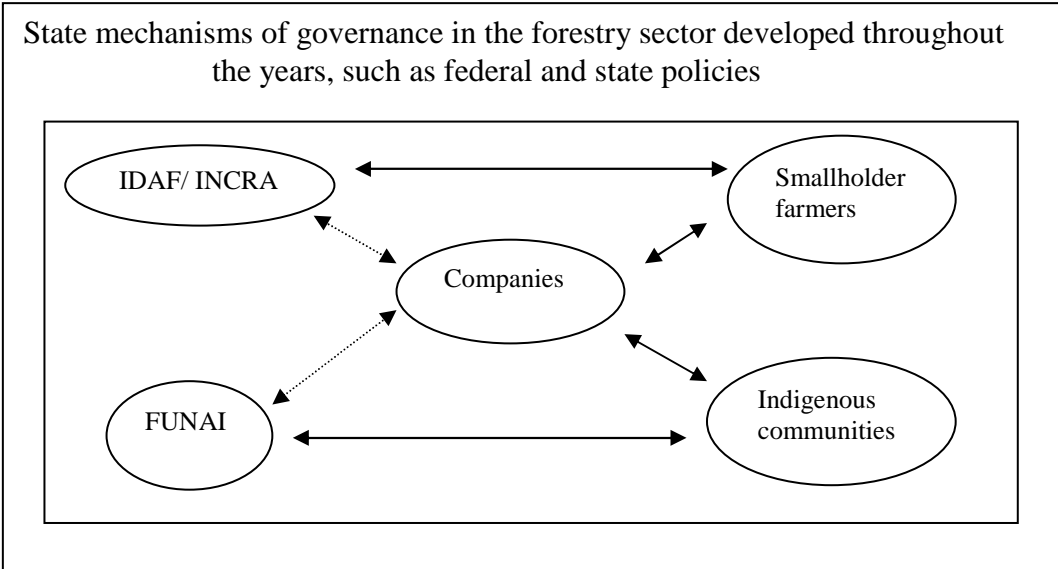 State mechanisms of governance in the forestry sector developed throughout
the years, such as federal and state policies
IDAF/ INCRA
Smallholder
farmers
Companies
FUNAI
Indigenous
communities